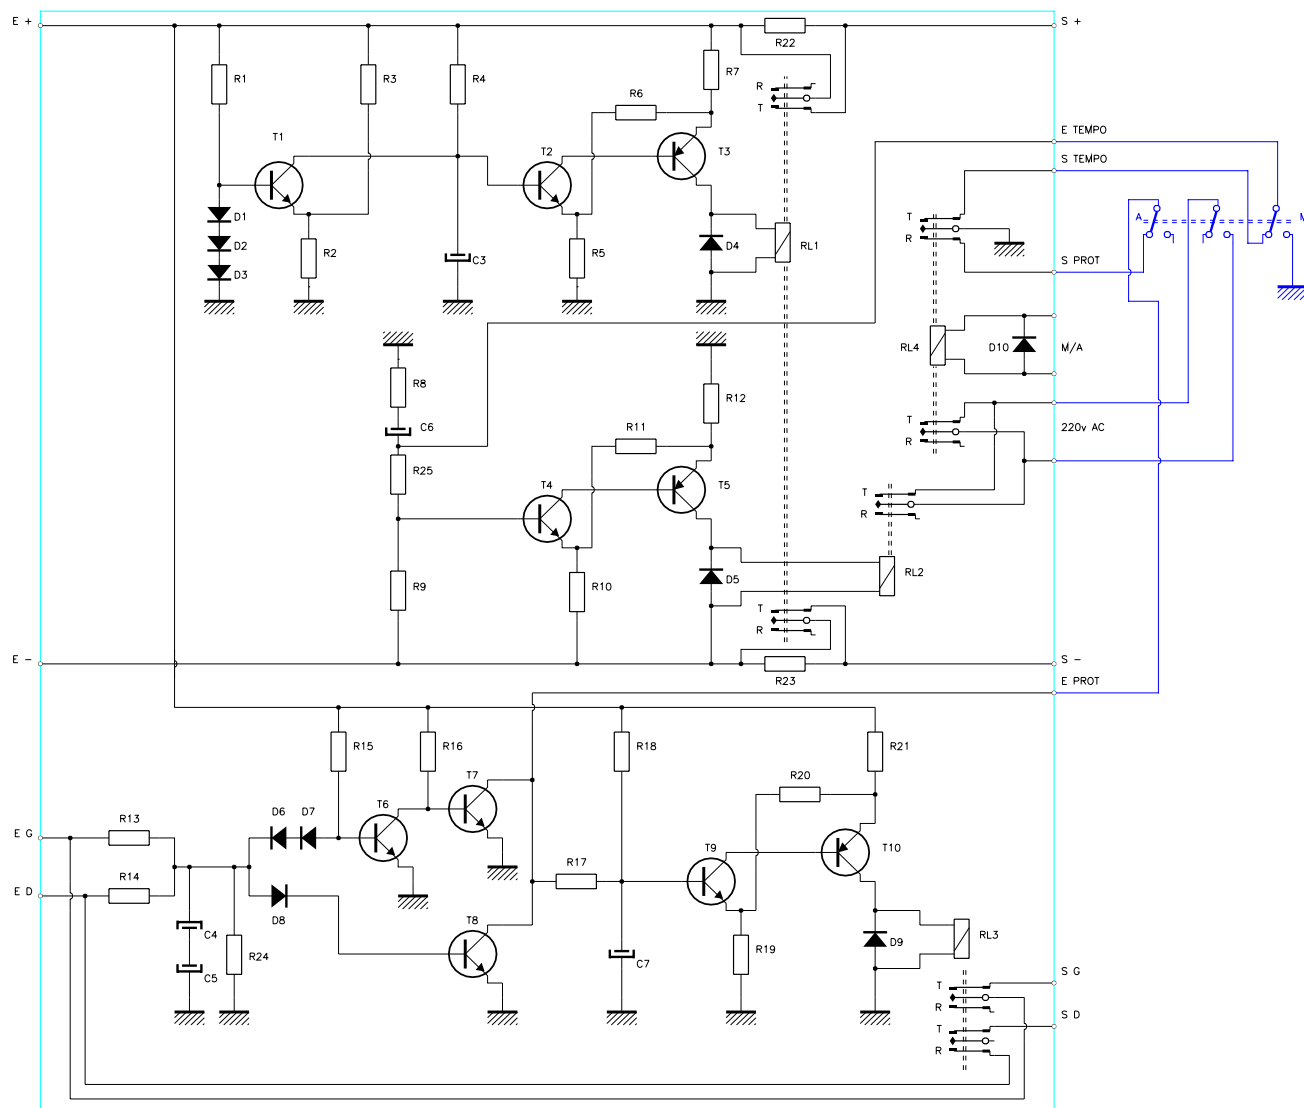 E +
S +
R22
R1
R3
R4
R7
R
T
R6
T1
T2
T3
E TEMPO
S TEMPO
D1
D2
D3
R2
C3
R5
D4
RL1
T
R
A
M
S PROT
RL4
D10
M/A
R8
R12
C6
R11
T
R
220v AC
R25
T4
T5
T
R
R9
R10
D5
RL2
T
R
E -
S -
R23
E PROT
R15
R16
R18
R21
T7
R20
D6
D7
T6
R13
E G
T9
T10
R17
R14
E D
D8
T8
C4
R24
C5
C7
R19
D9
RL3
S G
T
R
S D
T
R